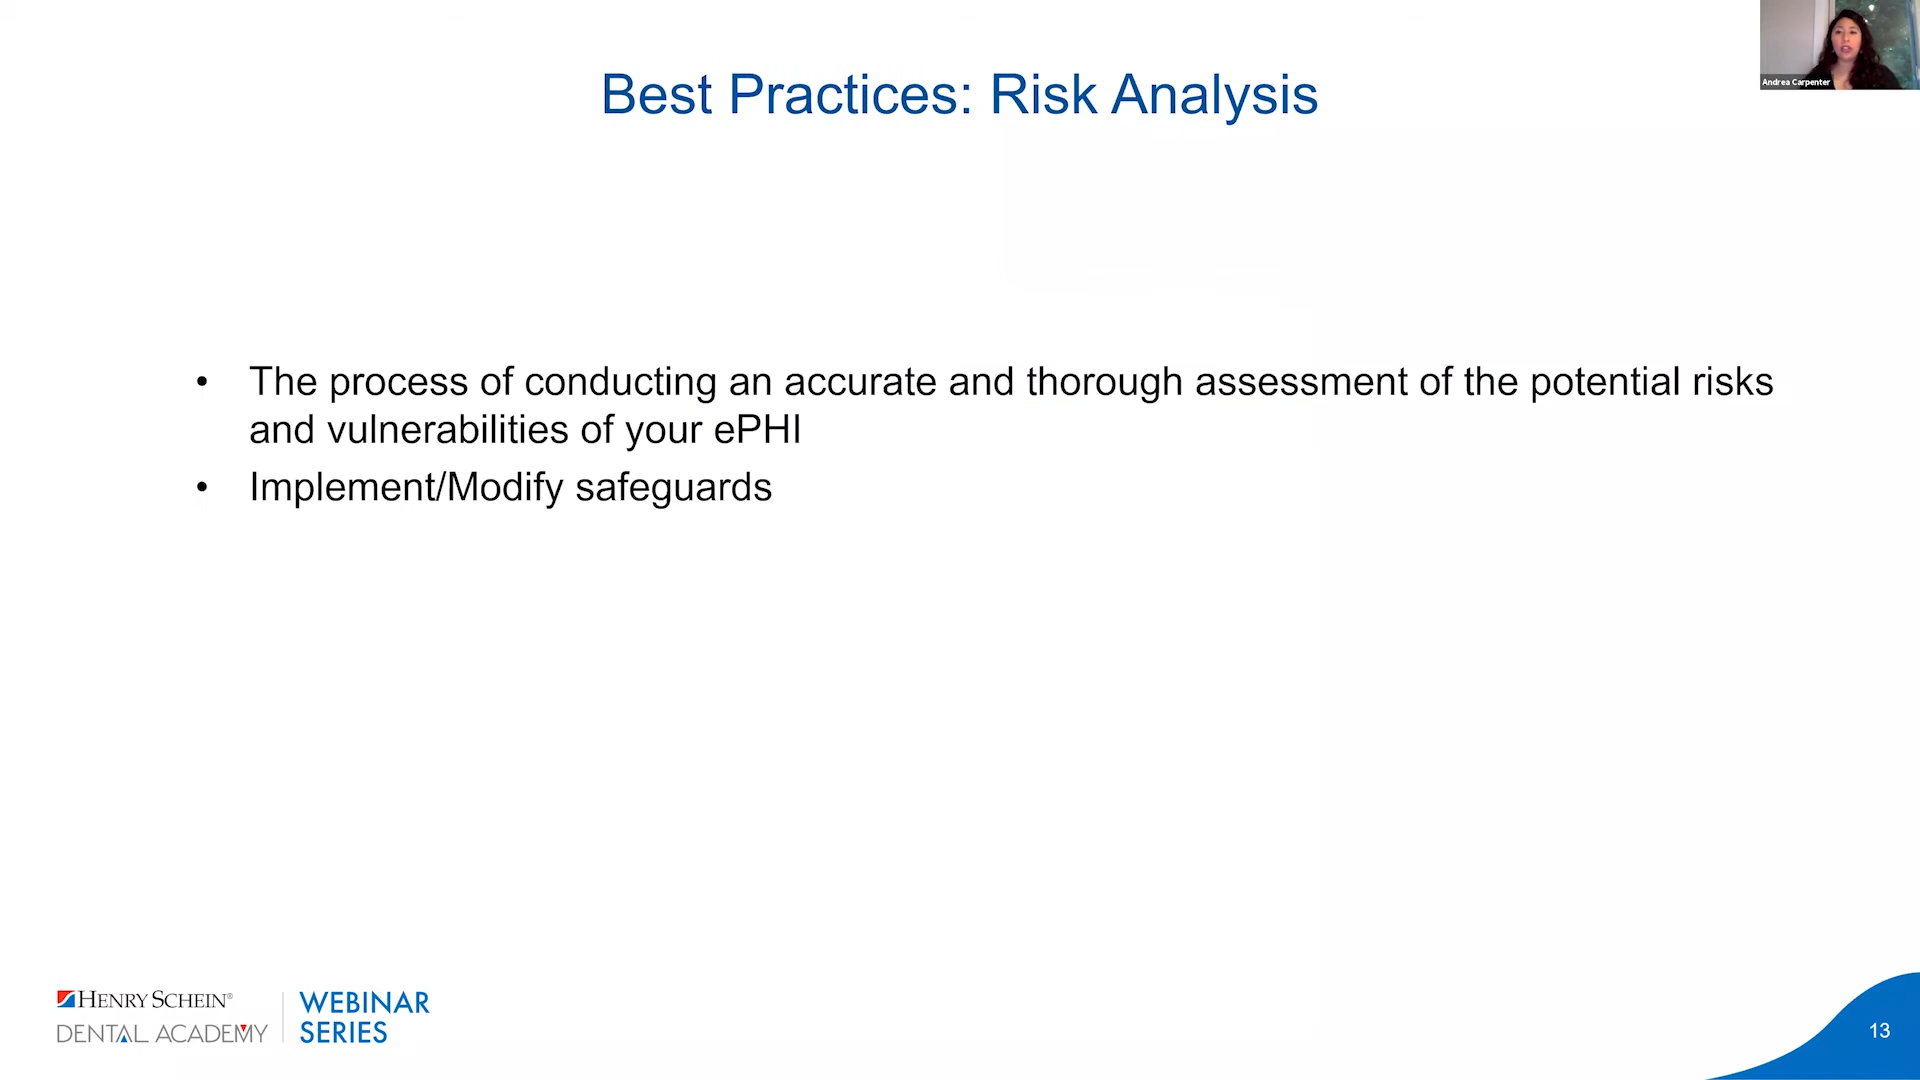 Andrea Carpenter
Best Practices: Risk Analysis
• The process of conducting an accurate and thorough assessment of the potential risks
and vulnerabilities of your ePHI
• Implement/Modify safeguards
HENRY SCHEIN®
DENTAL ACADEMY
WEBINAR
SERIES
13